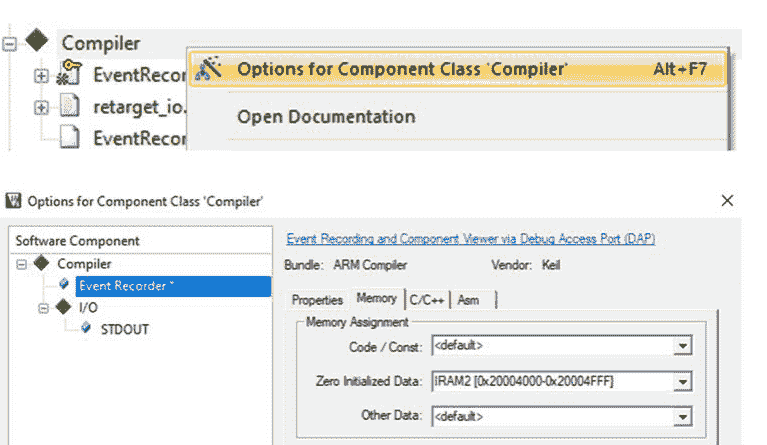 Compiler
EventRecor
Options for Component Class 'Compiler' Alt+F7
retarget_io.
Open Documentation
EventRecor
Options for Component Class 'Compiler'
Software Component
Compiler
Event Recorder *
I/O
STDOUT
Event Recording and Component Viewer via Debug Access Port (DAP)
Bundle: ARM Compiler Vendor: Keil
Properties Memory C/C++ Asm
Memory Assignment
Code / Const: <default>
Zero Initialized Data: IRAM2 [0x20004000-0x20004FFF]
Other Data: <default>